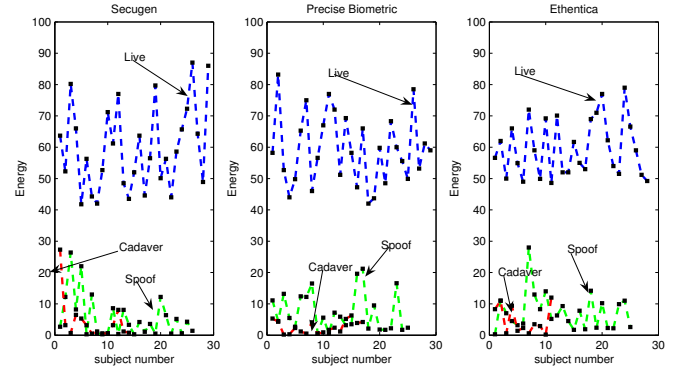 Secugen
100
90
80
70
60
50
40
30
20
10
0
Energy
0 10 20 30
subject number
Live
Cadaver
Spoof
Precise Biometric
100
90
80
70
60
50
40
30
20
10
0
Energy
0 10 20 30
subject number
Live
Cadaver
Spoof
Ethentica
100
90
80
70
60
50
40
30
20
10
0
Energy
0 10 20 30
subject number
Live
Cadaver
Spoof